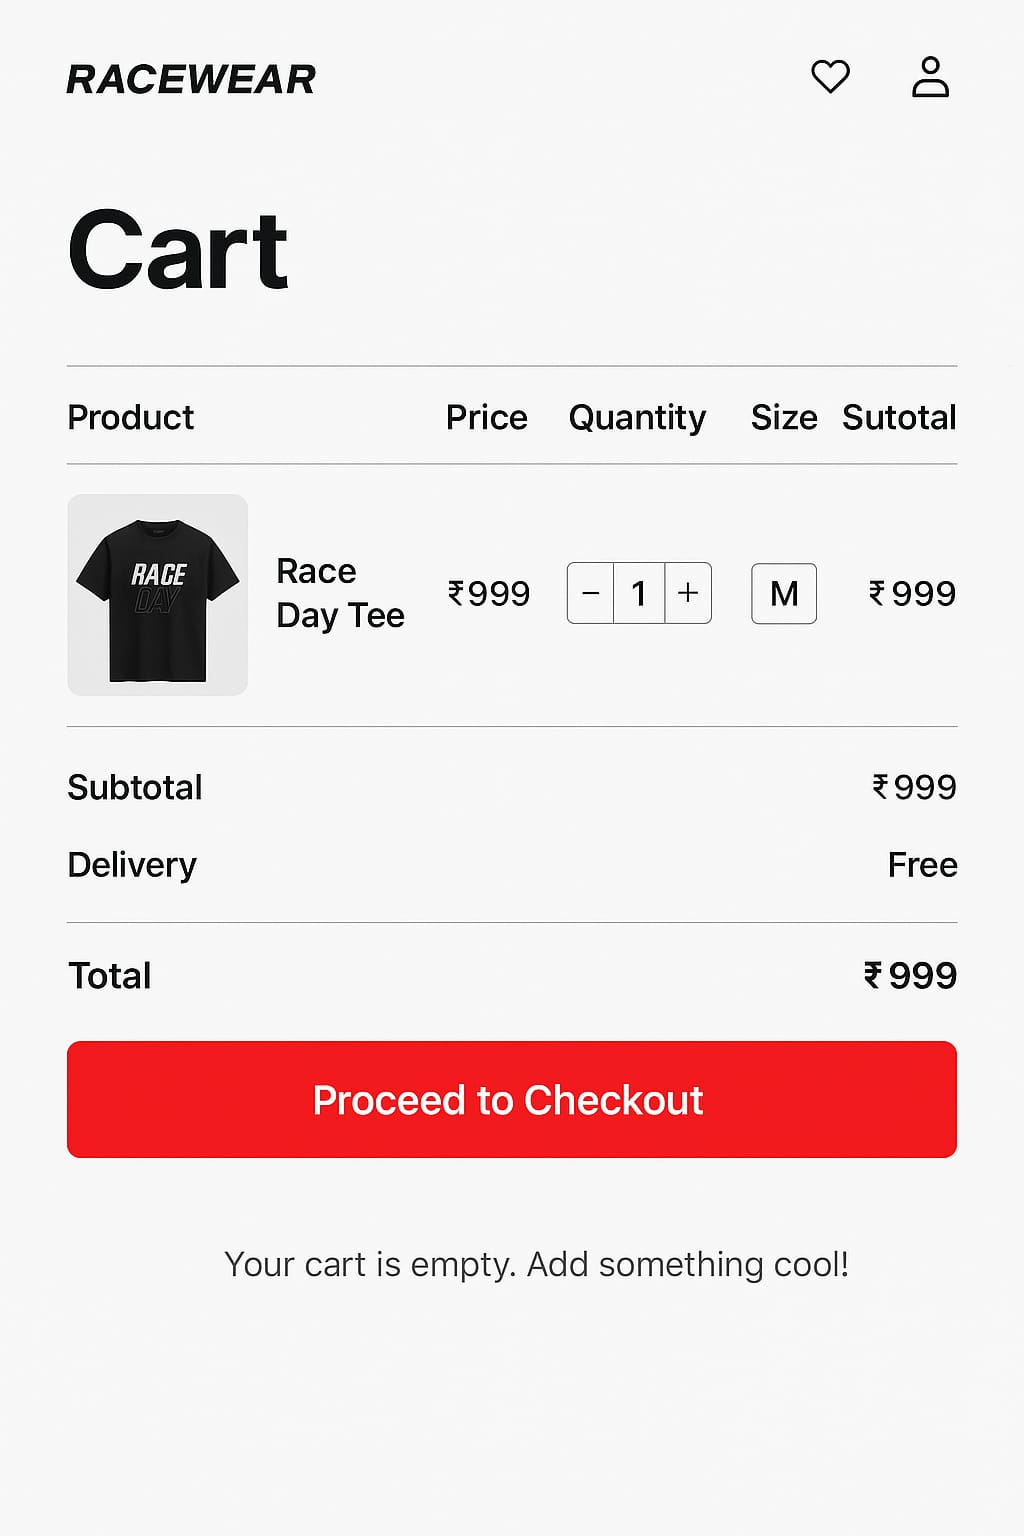 RACEWEAR
Cart
Product Price Quantity Size Sutotal
RACE
DAY
Race
Day Tee
₹999 − 1 + M ₹999
Subtotal ₹999
Delivery Free
Total ₹999
Proceed to Checkout
Your cart is empty. Add something cool!